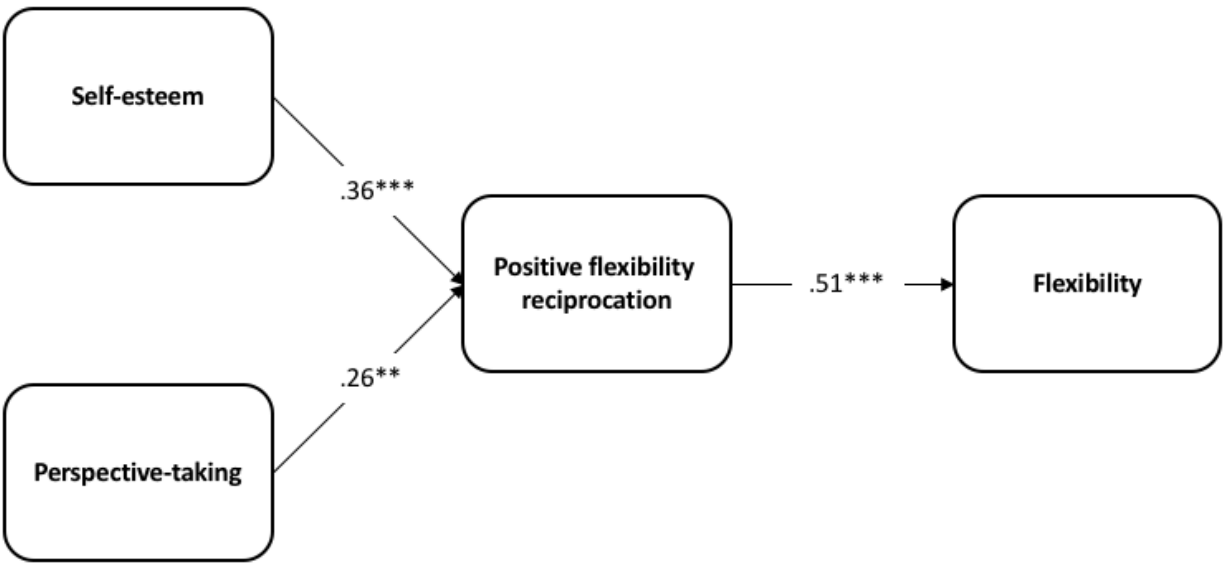 Self-esteem
.36***
Positive flexibility
reciprocation
.51***
Flexibility
.26**
Perspective-taking